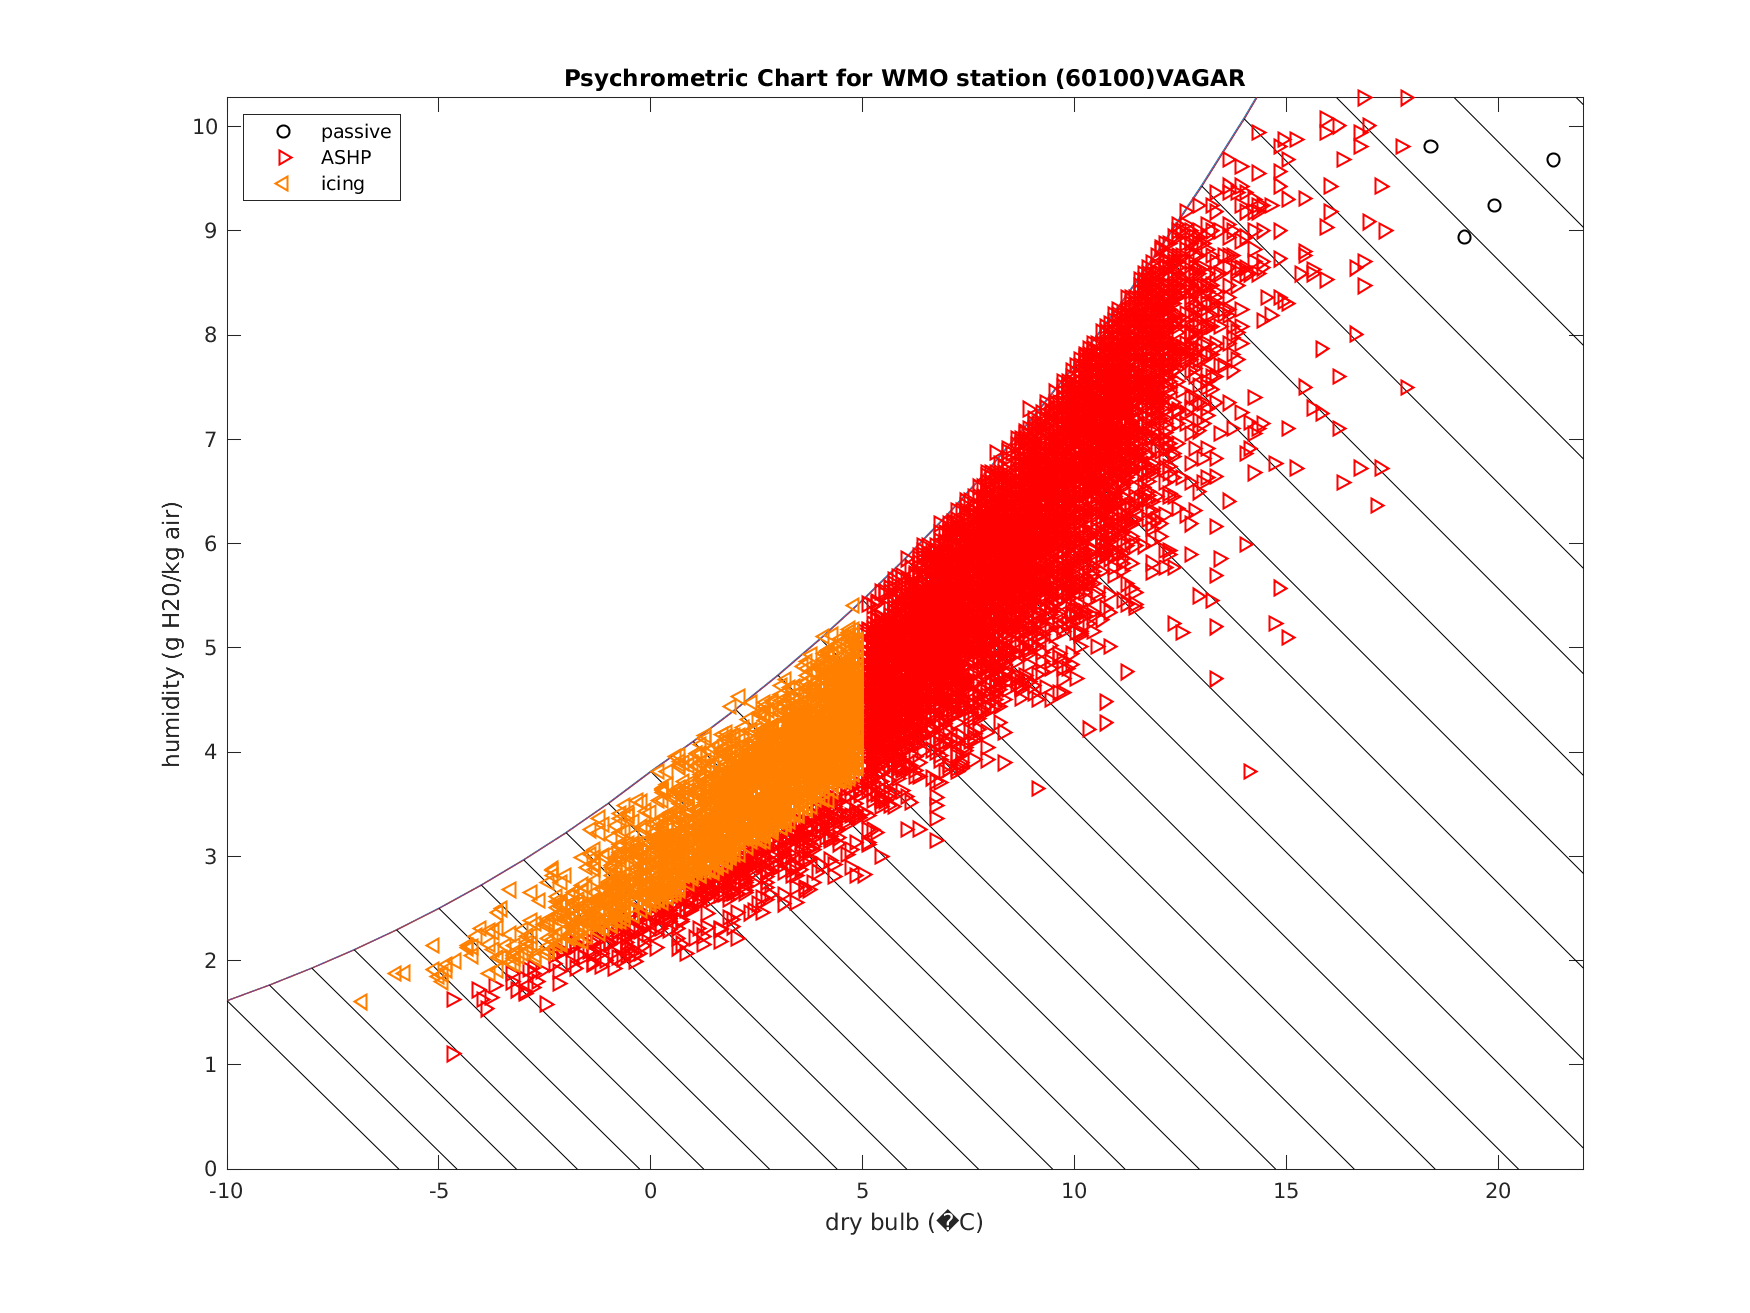 Psychrometric Chart for WMO station (60100)VAGAR
passive
ASHP
icing
10
9
8
7
6
5
4
3
2
1
0
humidity (g H20/kg air)
-10 -5 0 5 10 15 20
dry bulb (�C)